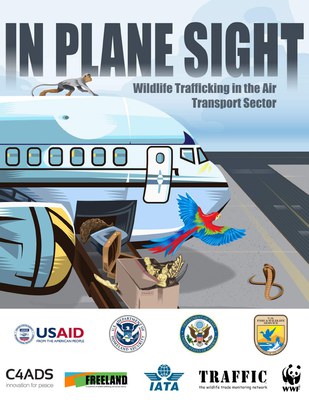 IN PLANE SIGHT
Wildlife Trafficking in the Air
Transport Sector
USAID
FROM THE AMERICAN PEOPLE
C4ADS
innovation for peace
FREELAND
IATA
TRAFFIC
the wildlife trade monitoring network
WWF